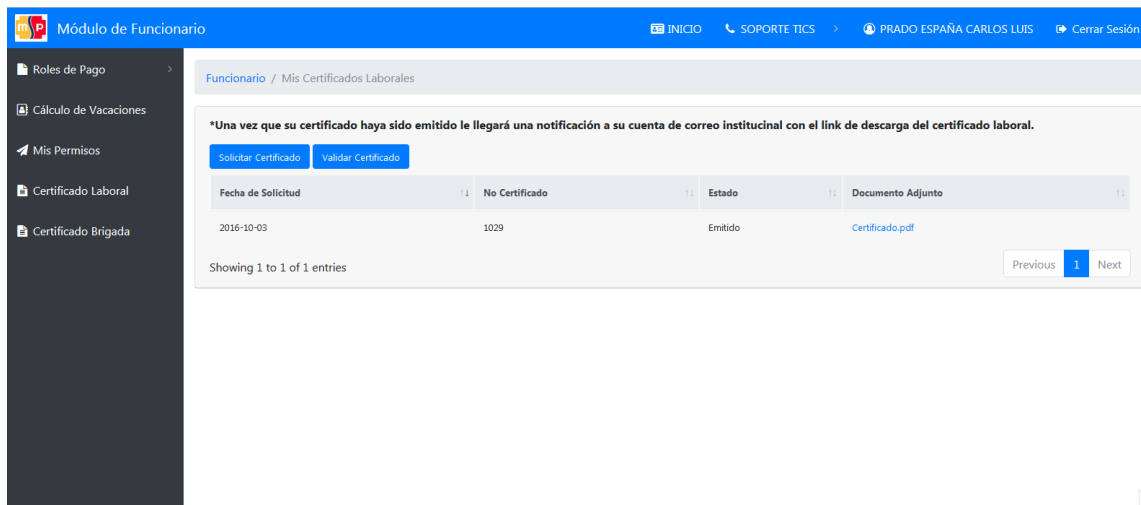 msp Módulo de Funcionario INICIO SOPORTE TICS > PRADO ESPAÑA CARLOS LUIS Cerrar Sesión
Roles de Pago >
Cálculo de Vacaciones
Mis Permisos
Certificado Laboral
Certificado Brigada
Funcionario / Mis Certificados Laborales
*Una vez que su certificado haya sido emitido le llegará una notificación a su cuenta de correo institucinal con el link de descarga del certificado laboral.
Solicitar Certificado Validar Certificado
Fecha de Solicitud No Certificado Estado Documento Adjunto
2016-10-03 1029 Emitido Certificado.pdf
Showing 1 to 1 of 1 entries
Previous 1 Next